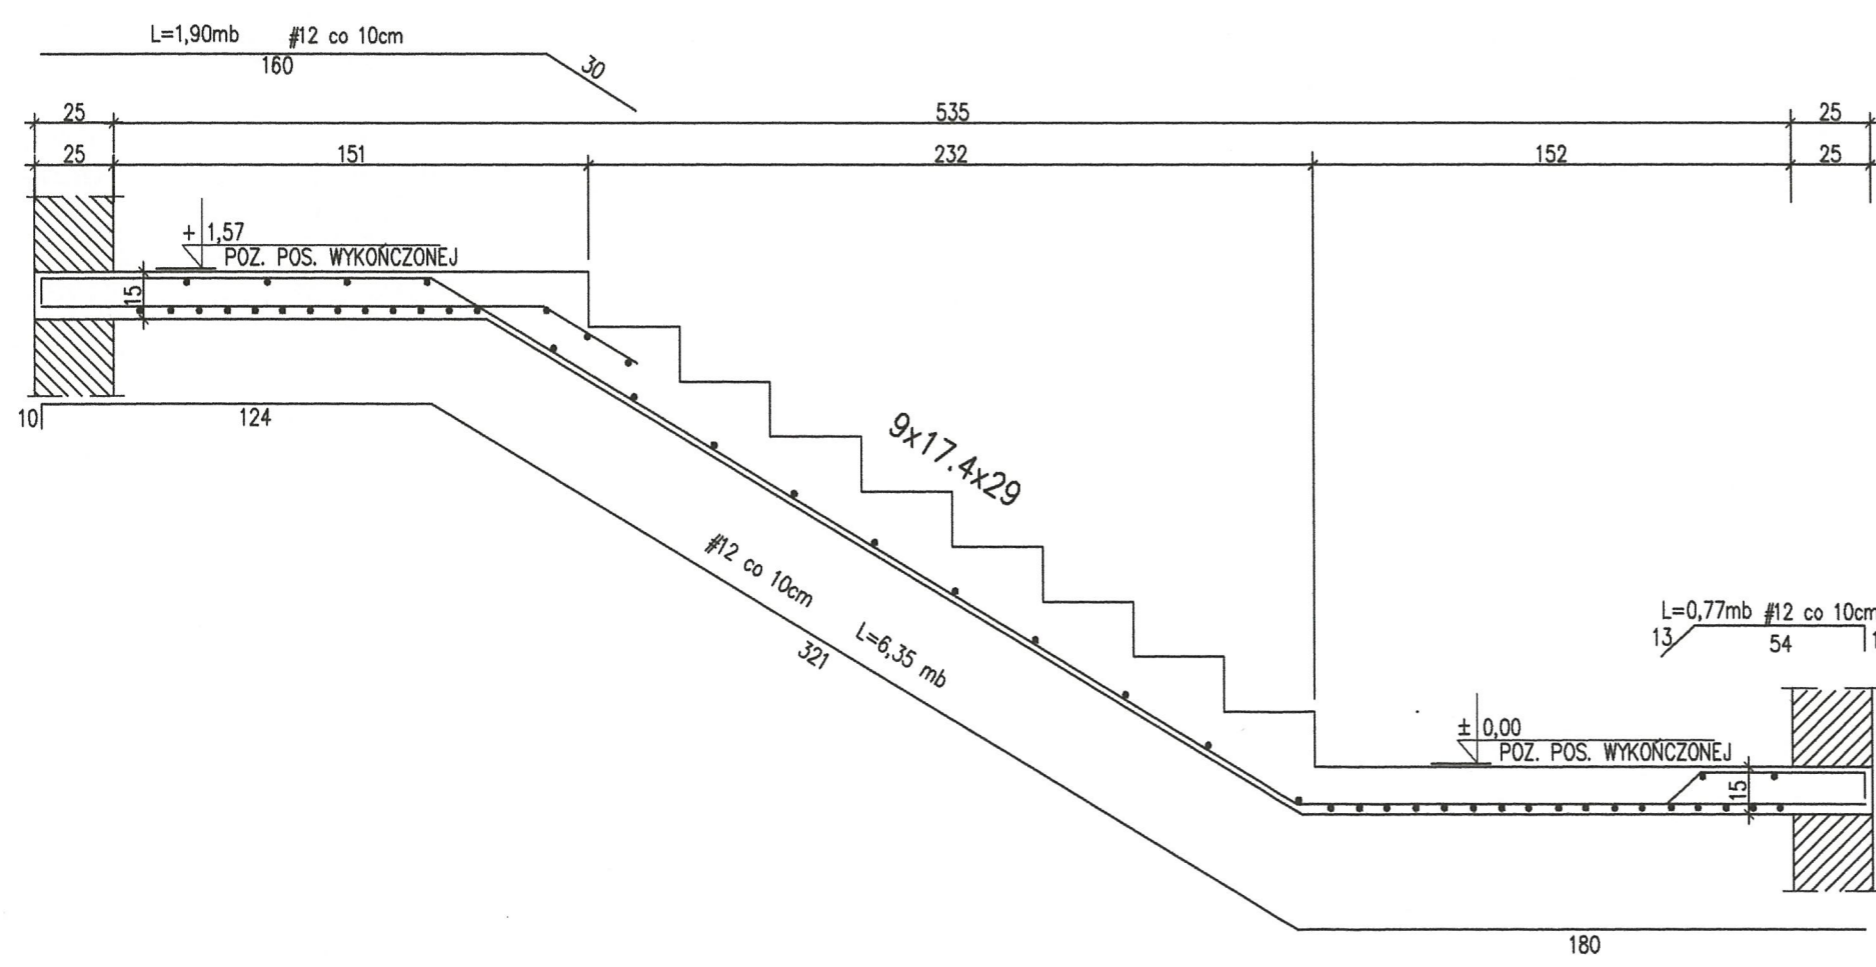 L=1,90mb #12 co 10cm
160
30
25 535 25
25 151 232 152 25
+ 1,57
POZ. POS. WYKOŃCZONEJ
15
10 124
9x17.4x29
#12 co 10cm
L=6,35 mb
321
L=0,77mb #12 co 10cm
13 54
± 0,00
POZ. POS. WYKOŃCZONEJ
15
180